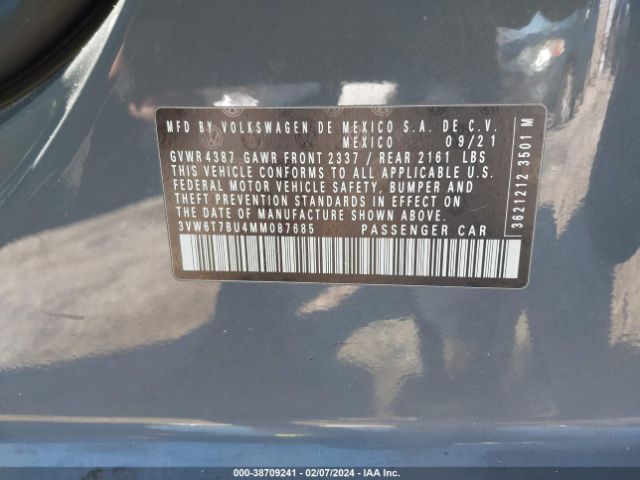 MFD BY VOLKSWAGEN DE MEXICO S.A. DE C.V.
MEXICO 09/21
GVWR 4387 GAWR FRONT 2337 / REAR 2161 LBS
THIS VEHICLE CONFORMS TO ALL APPLICABLE U.S.
FEDERAL MOTOR VEHICLE SAFETY, BUMPER AND
THEFT PREVENTION STANDARDS IN EFFECT ON
THE DATE OF MANUFACTURE SHOWN ABOVE.
3VW6T7BU4MM087685 PASSENGER CAR
3621212 3501 M
000-38709241 - 02/07/2024 - IAA Inc.